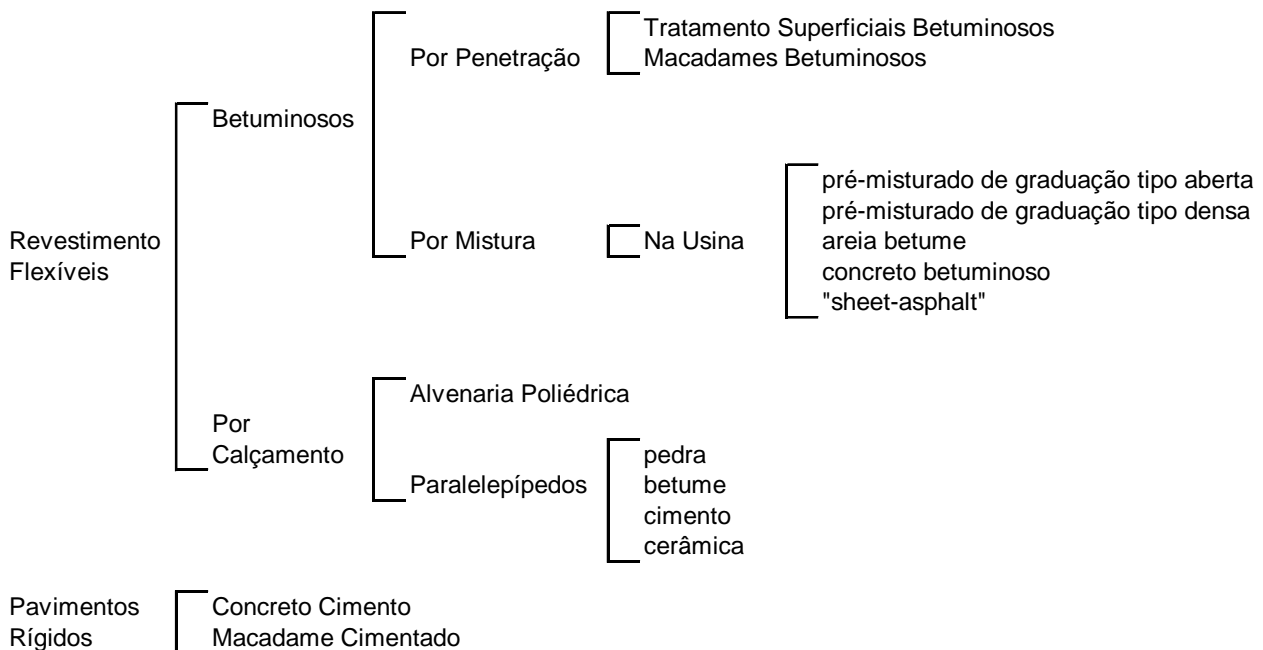 Revestimento
Flexíveis
Betuminosos
Por Penetração
Tratamento Superficiais Betuminosos
Macadames Betuminosos
Por Mistura
Na Usina
pré-misturado de graduação tipo aberta
pré-misturado de graduação tipo densa
areia betume
concreto betuminoso
"sheet-asphalt"
Por
Calçamento
Alvenaria Poliédrica
Paralelepípedos
pedra
betume
cimento
cerâmica
Pavimentos
Rígidos
Concreto Cimento
Macadame Cimentado